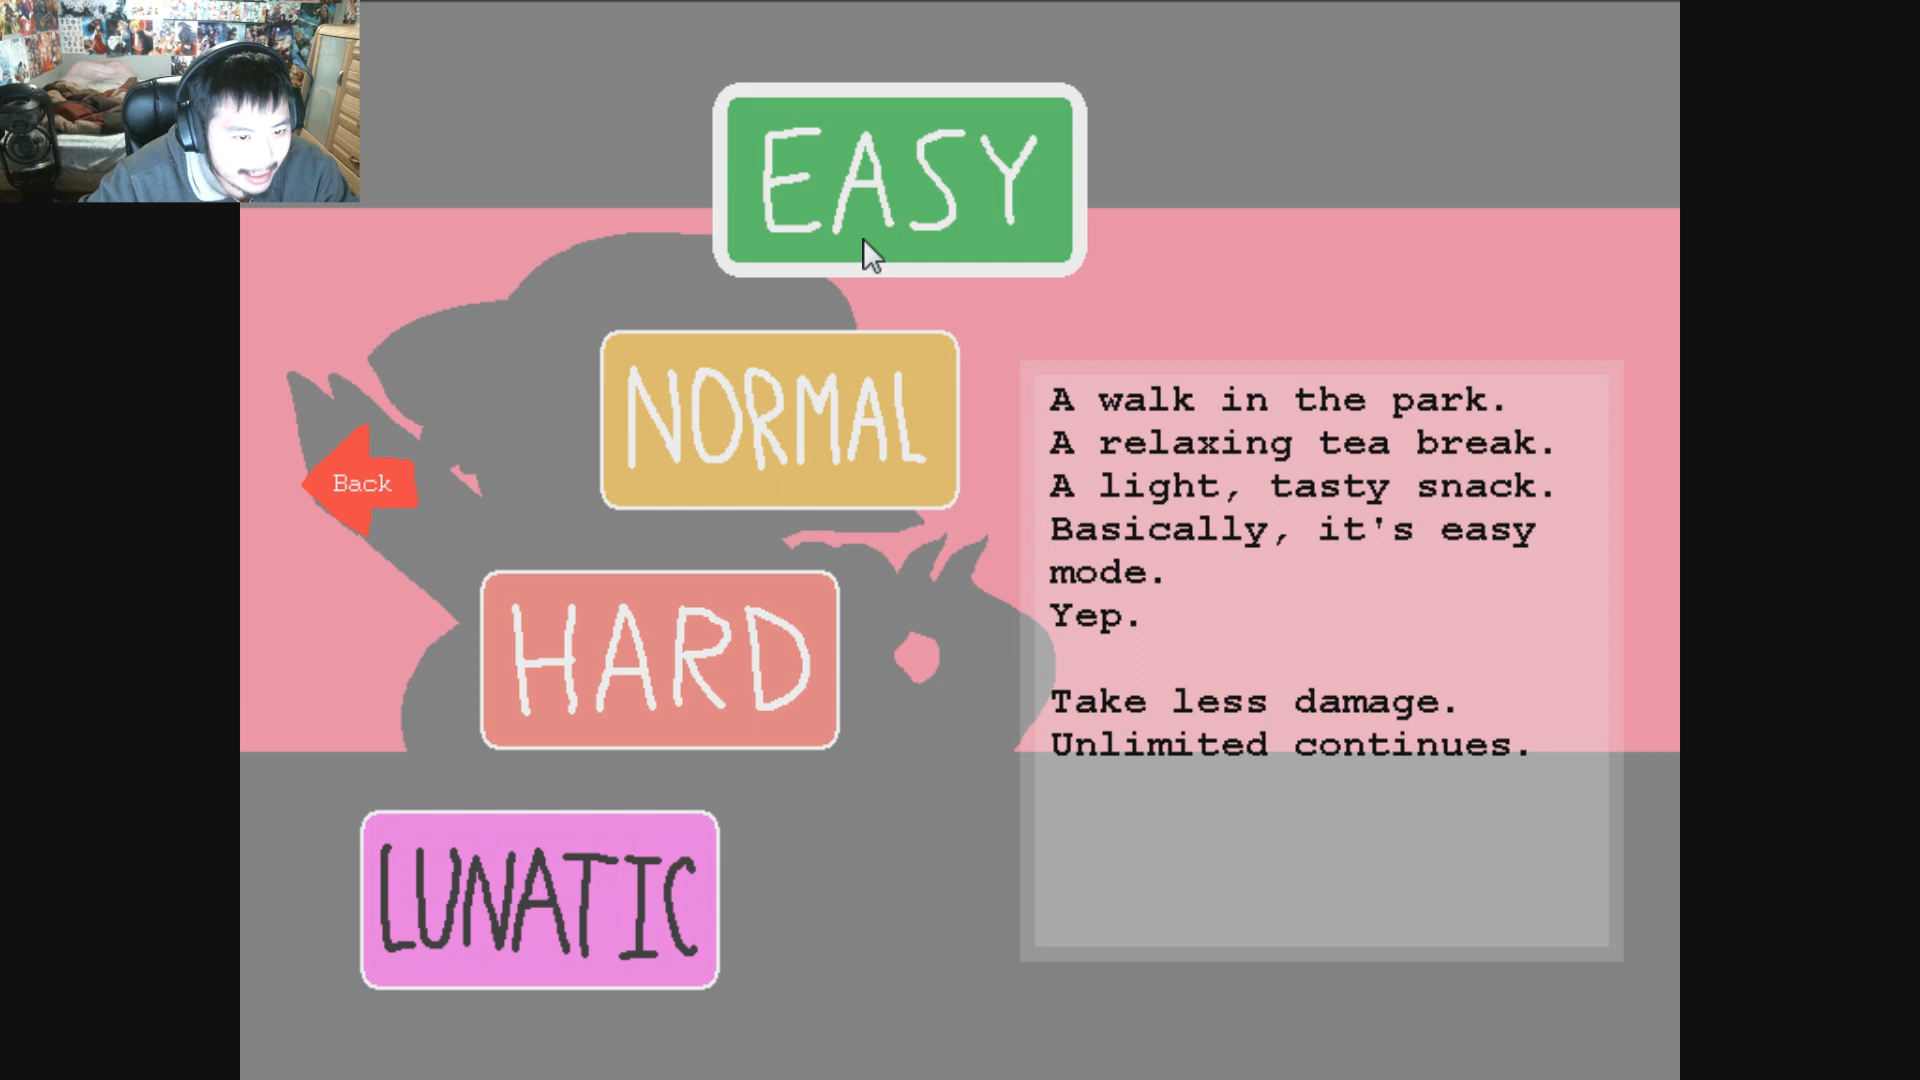 EASY
NORMAL
Back
HARD
LUNATIC
A walk in the park.
A relaxing tea break.
A light, tasty snack.
Basically, it's easy
mode.
Yep.
Take less damage.
Unlimited continues.